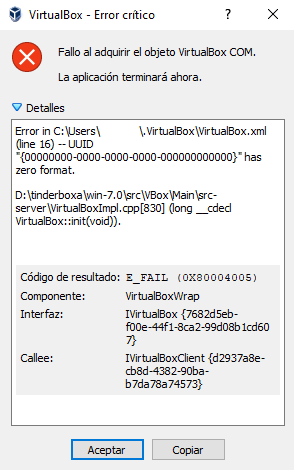 VirtualBox - Error crítico
Fallo al adquirir el objeto VirtualBox COM.
La aplicación terminará ahora.
Detalles
Error in C:\Users\ \.VirtualBox\VirtualBox.xml
(line 16) -- UUID
"{00000000-0000-0000-0000-000000000000}" has
zero format.
D:\tinderboxa\win-7.0\src\VBox\Main\src-
server\VirtualBoxImpl.cpp[830] (long __cdecl
VirtualBox::init(void)).
Código de resultado: E_FAIL (0X80004005)
Componente: VirtualBoxWrap
Interfaz: IVirtualBox {7682d5eb-
f00e-44f1-8ca2-99d08b1cd60
7}
Callee: IVirtualBoxClient {d2937a8e-
cb8d-4382-90ba-
b7da78a74573}
Aceptar
Copiar